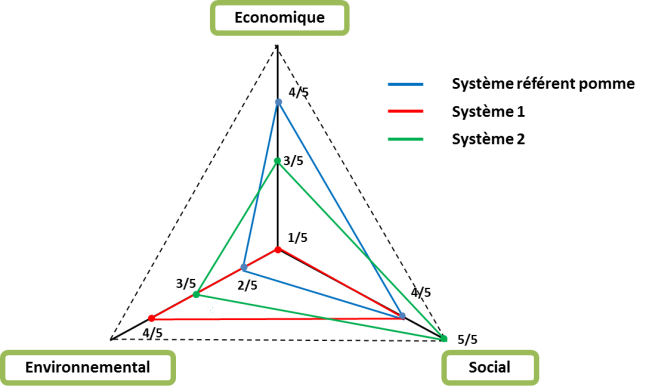 Economique
Système référent pomme
Système 1
Système 2
4/5
3/5
1/5
3/5
2/5
4/5
4/5
5/5
Environnemental
Social